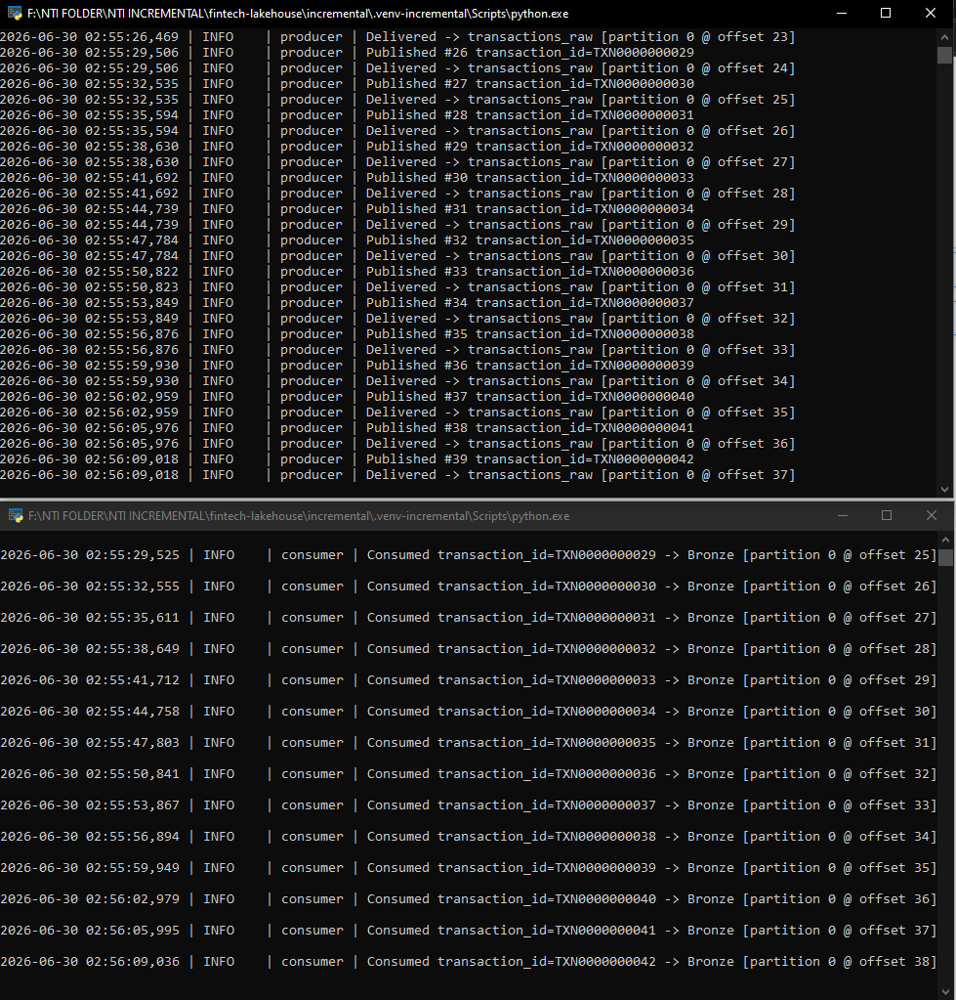 F:\NTI FOLDER\NTI INCREMENTAL\fintech-lakehouse\incremental\.venv-incremental\Scripts\python.exe
2026-06-30 02:55:26,469 | INFO | producer | Delivered -> transactions_raw [partition 0 @ offset 23]
2026-06-30 02:55:29,506 | INFO | producer | Published #26 transaction_id=TXN0000000029
2026-06-30 02:55:29,506 | INFO | producer | Delivered -> transactions_raw [partition 0 @ offset 24]
2026-06-30 02:55:32,535 | INFO | producer | Published #27 transaction_id=TXN0000000030
2026-06-30 02:55:32,535 | INFO | producer | Delivered -> transactions_raw [partition 0 @ offset 25]
2026-06-30 02:55:35,594 | INFO | producer | Published #28 transaction_id=TXN0000000031
2026-06-30 02:55:35,594 | INFO | producer | Delivered -> transactions_raw [partition 0 @ offset 26]
2026-06-30 02:55:38,630 | INFO | producer | Published #29 transaction_id=TXN0000000032
2026-06-30 02:55:38,630 | INFO | producer | Delivered -> transactions_raw [partition 0 @ offset 27]
2026-06-30 02:55:41,692 | INFO | producer | Published #30 transaction_id=TXN0000000033
2026-06-30 02:55:41,692 | INFO | producer | Delivered -> transactions_raw [partition 0 @ offset 28]
2026-06-30 02:55:44,739 | INFO | producer | Published #31 transaction_id=TXN0000000034
2026-06-30 02:55:44,739 | INFO | producer | Delivered -> transactions_raw [partition 0 @ offset 29]
2026-06-30 02:55:47,784 | INFO | producer | Published #32 transaction_id=TXN0000000035
2026-06-30 02:55:47,784 | INFO | producer | Delivered -> transactions_raw [partition 0 @ offset 30]
2026-06-30 02:55:50,822 | INFO | producer | Published #33 transaction_id=TXN0000000036
2026-06-30 02:55:50,823 | INFO | producer | Delivered -> transactions_raw [partition 0 @ offset 31]
2026-06-30 02:55:53,849 | INFO | producer | Published #34 transaction_id=TXN0000000037
2026-06-30 02:55:53,849 | INFO | producer | Delivered -> transactions_raw [partition 0 @ offset 32]
2026-06-30 02:55:56,876 | INFO | producer | Published #35 transaction_id=TXN0000000038
2026-06-30 02:55:56,876 | INFO | producer | Delivered -> transactions_raw [partition 0 @ offset 33]
2026-06-30 02:55:59,930 | INFO | producer | Published #36 transaction_id=TXN0000000039
2026-06-30 02:55:59,930 | INFO | producer | Delivered -> transactions_raw [partition 0 @ offset 34]
2026-06-30 02:56:02,959 | INFO | producer | Published #37 transaction_id=TXN0000000040
2026-06-30 02:56:02,959 | INFO | producer | Delivered -> transactions_raw [partition 0 @ offset 35]
2026-06-30 02:56:05,976 | INFO | producer | Published #38 transaction_id=TXN0000000041
2026-06-30 02:56:05,976 | INFO | producer | Delivered -> transactions_raw [partition 0 @ offset 36]
2026-06-30 02:56:09,018 | INFO | producer | Published #39 transaction_id=TXN0000000042
2026-06-30 02:56:09,018 | INFO | producer | Delivered -> transactions_raw [partition 0 @ offset 37]
F:\NTI FOLDER\NTI INCREMENTAL\fintech-lakehouse\incremental\.venv-incremental\Scripts\python.exe
2026-06-30 02:55:29,525 | INFO | consumer | Consumed transaction_id=TXN0000000029 -> Bronze [partition 0 @ offset 25]
2026-06-30 02:55:32,555 | INFO | consumer | Consumed transaction_id=TXN0000000030 -> Bronze [partition 0 @ offset 26]
2026-06-30 02:55:35,611 | INFO | consumer | Consumed transaction_id=TXN0000000031 -> Bronze [partition 0 @ offset 27]
2026-06-30 02:55:38,649 | INFO | consumer | Consumed transaction_id=TXN0000000032 -> Bronze [partition 0 @ offset 28]
2026-06-30 02:55:41,712 | INFO | consumer | Consumed transaction_id=TXN0000000033 -> Bronze [partition 0 @ offset 29]
2026-06-30 02:55:44,758 | INFO | consumer | Consumed transaction_id=TXN0000000034 -> Bronze [partition 0 @ offset 30]
2026-06-30 02:55:47,803 | INFO | consumer | Consumed transaction_id=TXN0000000035 -> Bronze [partition 0 @ offset 31]
2026-06-30 02:55:50,841 | INFO | consumer | Consumed transaction_id=TXN0000000036 -> Bronze [partition 0 @ offset 32]
2026-06-30 02:55:53,867 | INFO | consumer | Consumed transaction_id=TXN0000000037 -> Bronze [partition 0 @ offset 33]
2026-06-30 02:55:56,894 | INFO | consumer | Consumed transaction_id=TXN0000000038 -> Bronze [partition 0 @ offset 34]
2026-06-30 02:55:59,949 | INFO | consumer | Consumed transaction_id=TXN0000000039 -> Bronze [partition 0 @ offset 35]
2026-06-30 02:56:02,979 | INFO | consumer | Consumed transaction_id=TXN0000000040 -> Bronze [partition 0 @ offset 36]
2026-06-30 02:56:05,995 | INFO | consumer | Consumed transaction_id=TXN0000000041 -> Bronze [partition 0 @ offset 37]
2026-06-30 02:56:09,036 | INFO | consumer | Consumed transaction_id=TXN0000000042 -> Bronze [partition 0 @ offset 38]